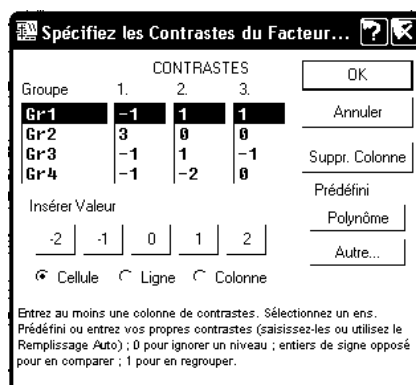 Spécifiez les Contrastes du Facteur...
CONTRASTES
Groupe 1. 2. 3.
Gr1 -1 1 1
Gr2 3 0 0
Gr3 -1 1 -1
Gr4 -1 -2 0
OK
Annuler
Suppr. Colonne
Prédéfini
Polynôme
Autre...
Insérer Valeur
-2 -1 0 1 2
Cellule Ligne Colonne
Entrez au moins une colonne de contrastes. Sélectionnez un ens.
Prédéfini ou entrez vos propres contrastes (saisissez-les ou utilisez le
Remplissage Auto) ; 0 pour ignorer un niveau ; entiers de signe opposé
pour en comparer ; 1 pour en regrouper.